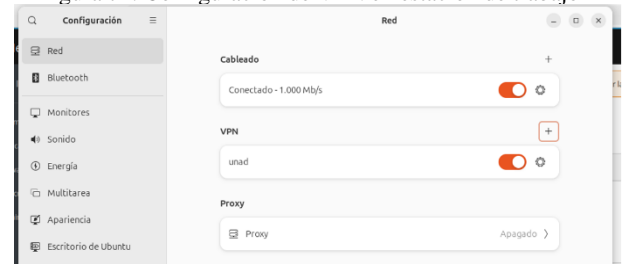 Configuración
Red
Red
Bluetooth
Monitores
Sonido
Energía
Multitarea
Apariencia
Escritorio de Ubuntu
Cableado
Conectado - 1.000 Mb/s
VPN
unad
Proxy
Proxy
Apagado